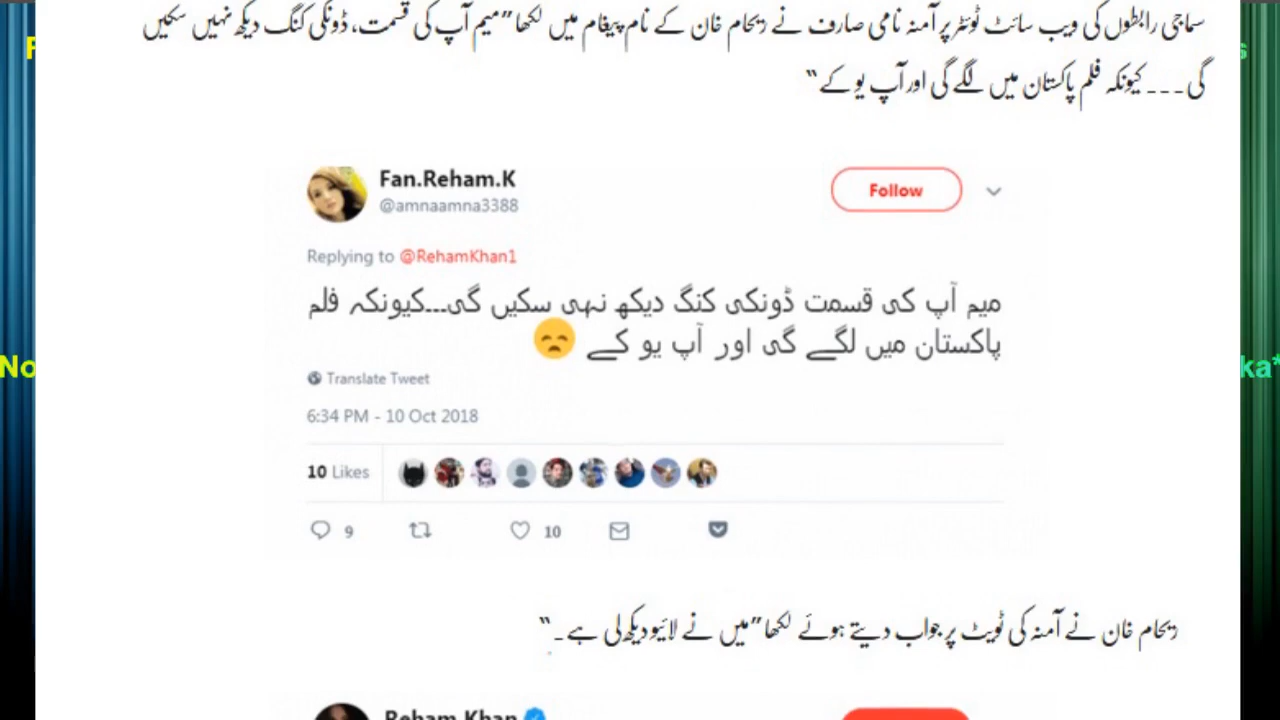 سماجی رابطوں کی ویب سائٹ ٹوئٹر پر آمنہ نامی صارف نے ریحام خان کے نام پیغام میں لکھا ”میم آپ کی قسمت، ڈونکی کنگ دیکھ نہیں سکیں
گی۔۔۔ کیونکہ فلم پاکستان میں لگے گی اور آپ یو کے “
Fan.Reham.K
@amnaamna3388
Follow
Replying to @RehamKhan1
میم آپ کی قسمت ڈونکی کنگ دیکھ نہی سکیں گی...کیونکہ فلم
پاکستان میں لگے گی اور آپ یو کے
Translate Tweet
6:34 PM - 10 Oct 2018
10 Likes
9 10
ریحام خان نے آمنہ کی ٹویٹ پر جواب دیتے ہوئے لکھا ”میں نے لائیو دیکھ لی ہے ۔“
Reham Khan
No
ka*